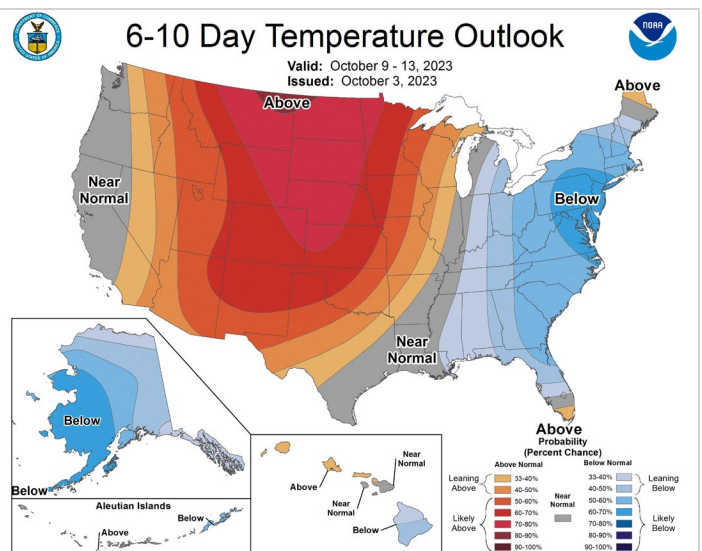 6-10 Day Temperature Outlook
NOAA
Valid: October 9 - 13, 2023
Issued: October 3, 2023
Above
Above
Near
Normal
Below
Near
Normal
Above
Below
Below
Aleutian Islands
Above
Below
Above
Near
Normal
Near
Normal
Below
Probability
(Percent Chance)
Above Normal
Below Normal
Leaning
Above
33-40%
40-50%
Likely
Above
50-60%
60-70%
70-80%
80-90%
90-100%
Near
Normal
33-40%
40-50%
Leaning
Below
50-60%
60-70%
70-80%
80-90%
90-100%
Likely
Below